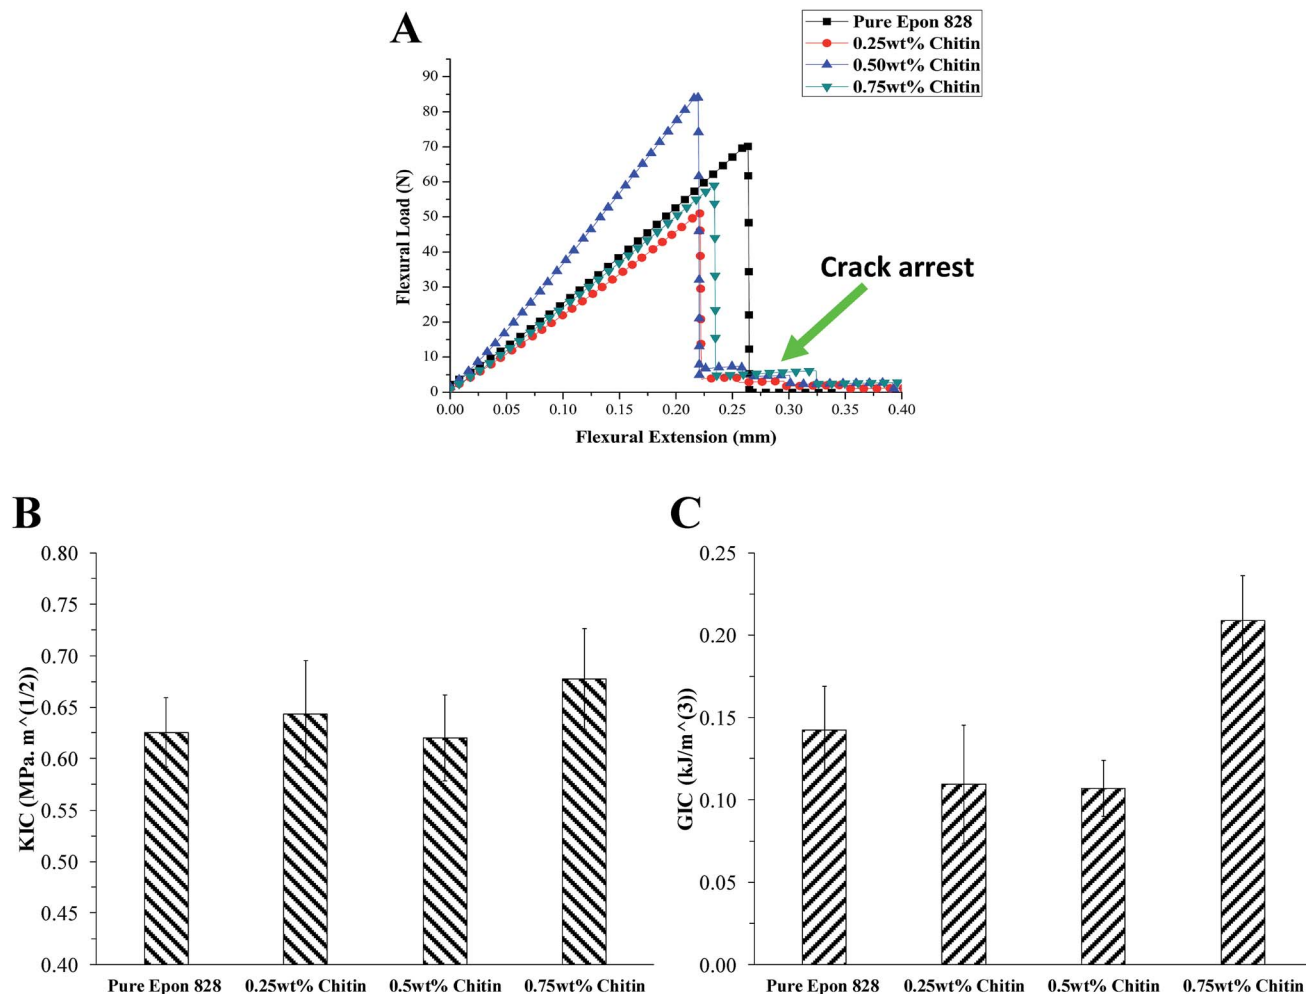 A
Pure Epon 828
0.25wt% Chitin
0.50wt% Chitin
0.75wt% Chitin
90
80
70
60
50
40
30
20
10
0
Flexural Load (N)
Crack arrest
0.00 0.05 0.10 0.15 0.20 0.25 0.30 0.35 0.40
Flexural Extension (mm)
B
0.80
0.75
0.70
0.65
0.60
0.55
0.50
0.45
0.40
KIC (MPa. m^(1/2))
Pure Epon 828 0.25wt% Chitin 0.5wt% Chitin 0.75wt% Chitin
C
0.25
0.20
0.15
0.10
0.05
0.00
GIC (kJ/m^(3))
Pure Epon 828 0.25wt% Chitin 0.5wt% Chitin 0.75wt% Chitin